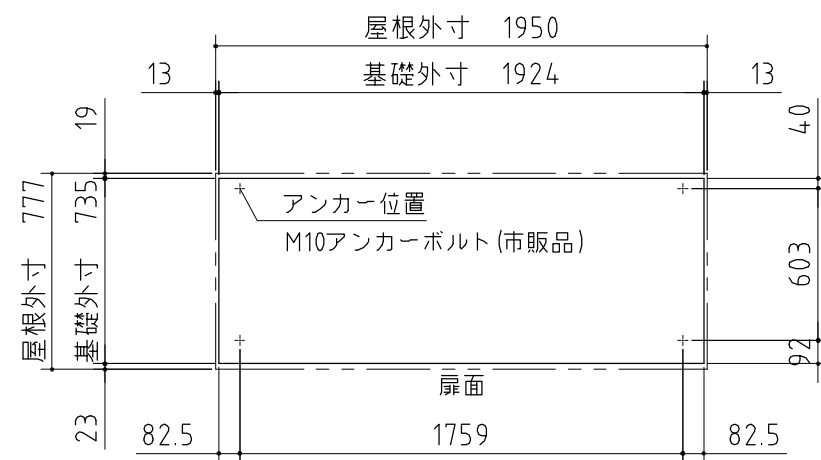 屋根外寸 1950
13 基礎外寸 1924 13
19
40
屋根外寸 777
基礎外寸 735
アンカー位置
M10アンカーボルト(市販品)
603
92
扉面
23
82.5 1759 82.5